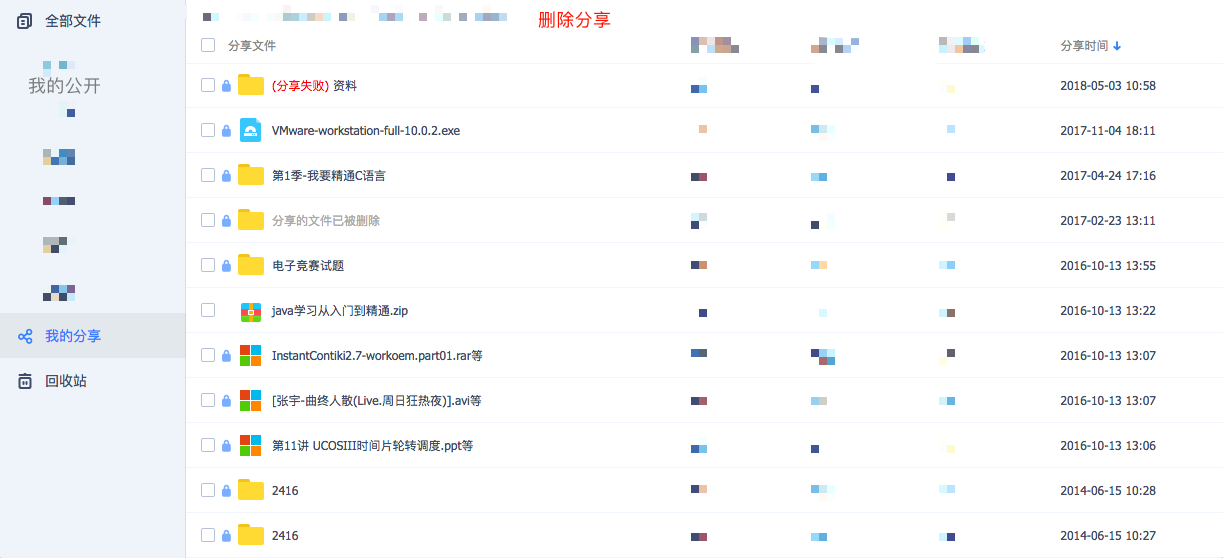 全部文件
我的公开
我的分享
回收站
删除分享
分享文件 分享时间
(分享失败) 资料 2018-05-03 10:58
VMware-workstation-full-10.0.2.exe 2017-11-04 18:11
第1季-我要精通C语言 2017-04-24 17:16
分享的文件已被删除 2017-02-23 13:11
电子竞赛试题 2016-10-13 13:55
java学习从入门到精通.zip 2016-10-13 13:22
InstantContiki2.7-workoem.part01.rar等 2016-10-13 13:07
[张宇-曲终人散(Live.周日狂热夜)].avi等 2016-10-13 13:07
第11讲 UCOSIII时间片轮转调度.ppt等 2016-10-13 13:06
2416 2014-06-15 10:28
2416 2014-06-15 10:27